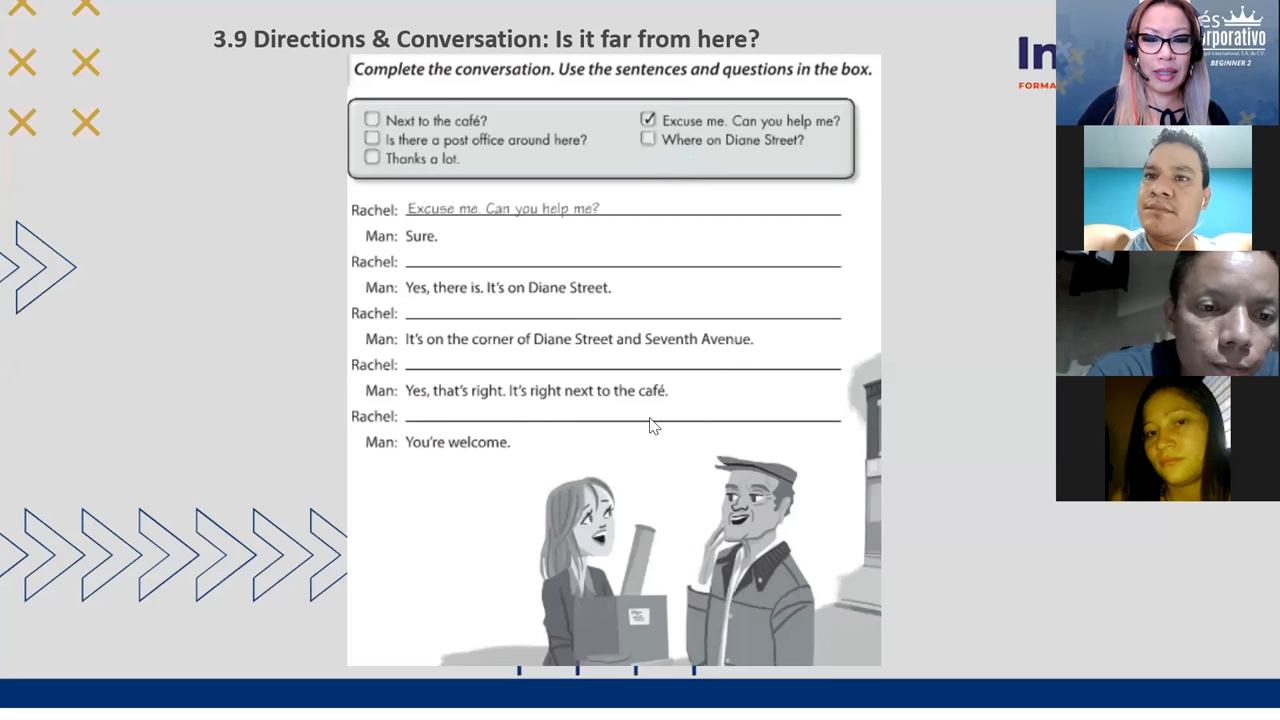 3.9 Directions & Conversation: Is it far from here?
Complete the conversation. Use the sentences and questions in the box.
Next to the café?
Is there a post office around here?
Thanks a lot.
Excuse me. Can you help me?
Where on Diane Street?
Rachel: Excuse me. Can you help me?
Man: Sure.
Rachel:
Man: Yes, there is. It's on Diane Street.
Rachel:
Man: It's on the corner of Diane Street and Seventh Avenue.
Rachel:
Man: Yes, that's right. It's right next to the café.
Rachel:
Man: You're welcome.
In
FORMA
és
rporativo
BEGINNER 2